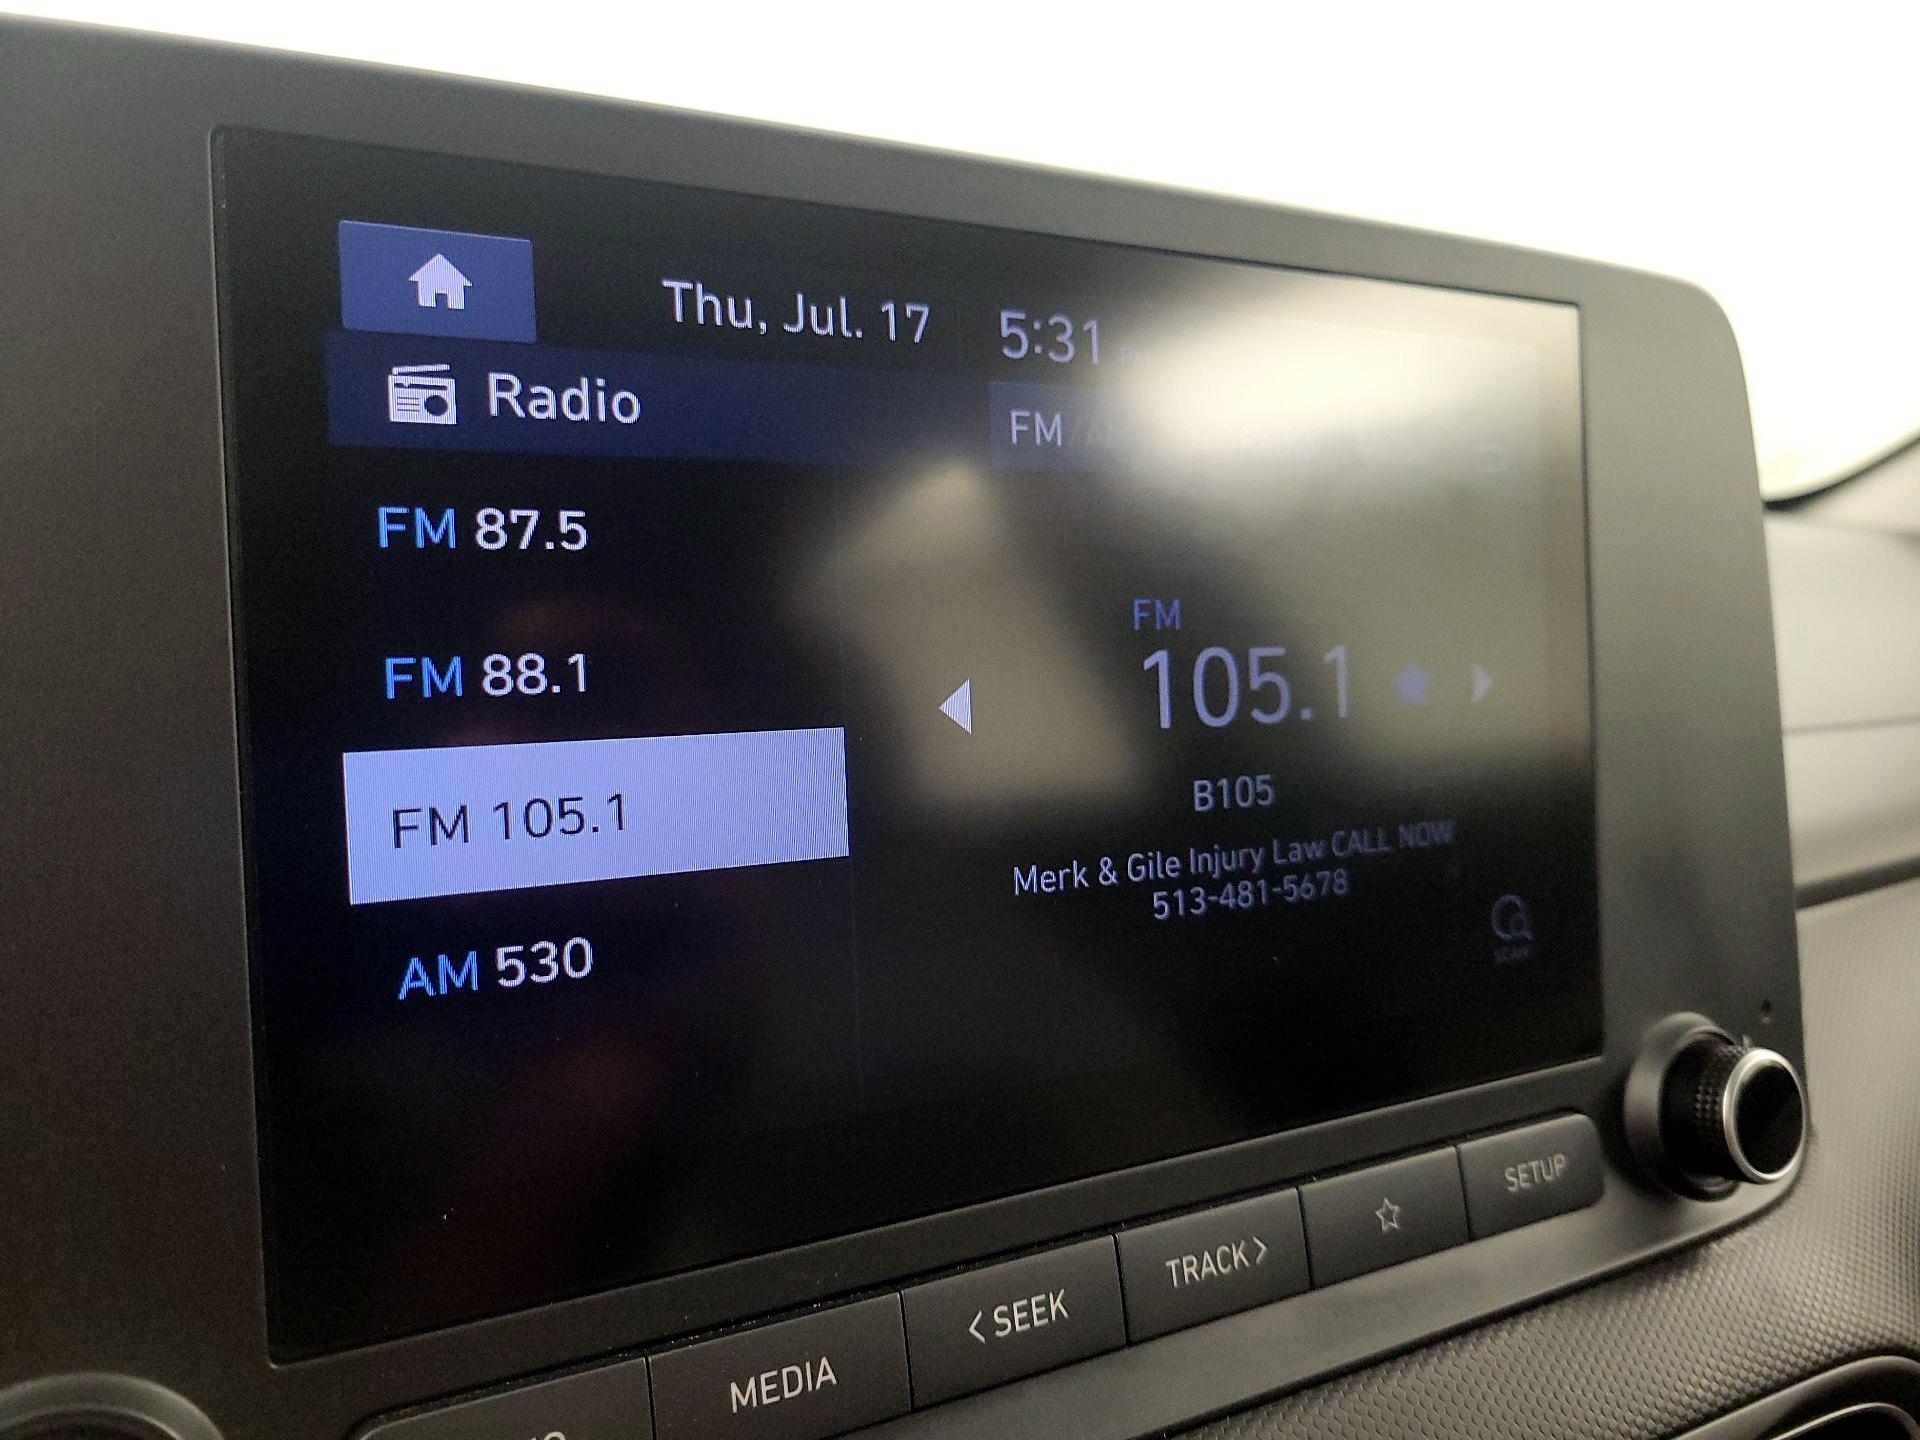 Thu, Jul. 17 5:31
Radio
FM
FM 87.5
FM 88.1
FM 105.1
AM 530
FM
105.1
B105
Merk & Gile Injury Law CALL NOW
513-481-5678
SCAN
MEDIA
< SEEK
TRACK >
SETUP